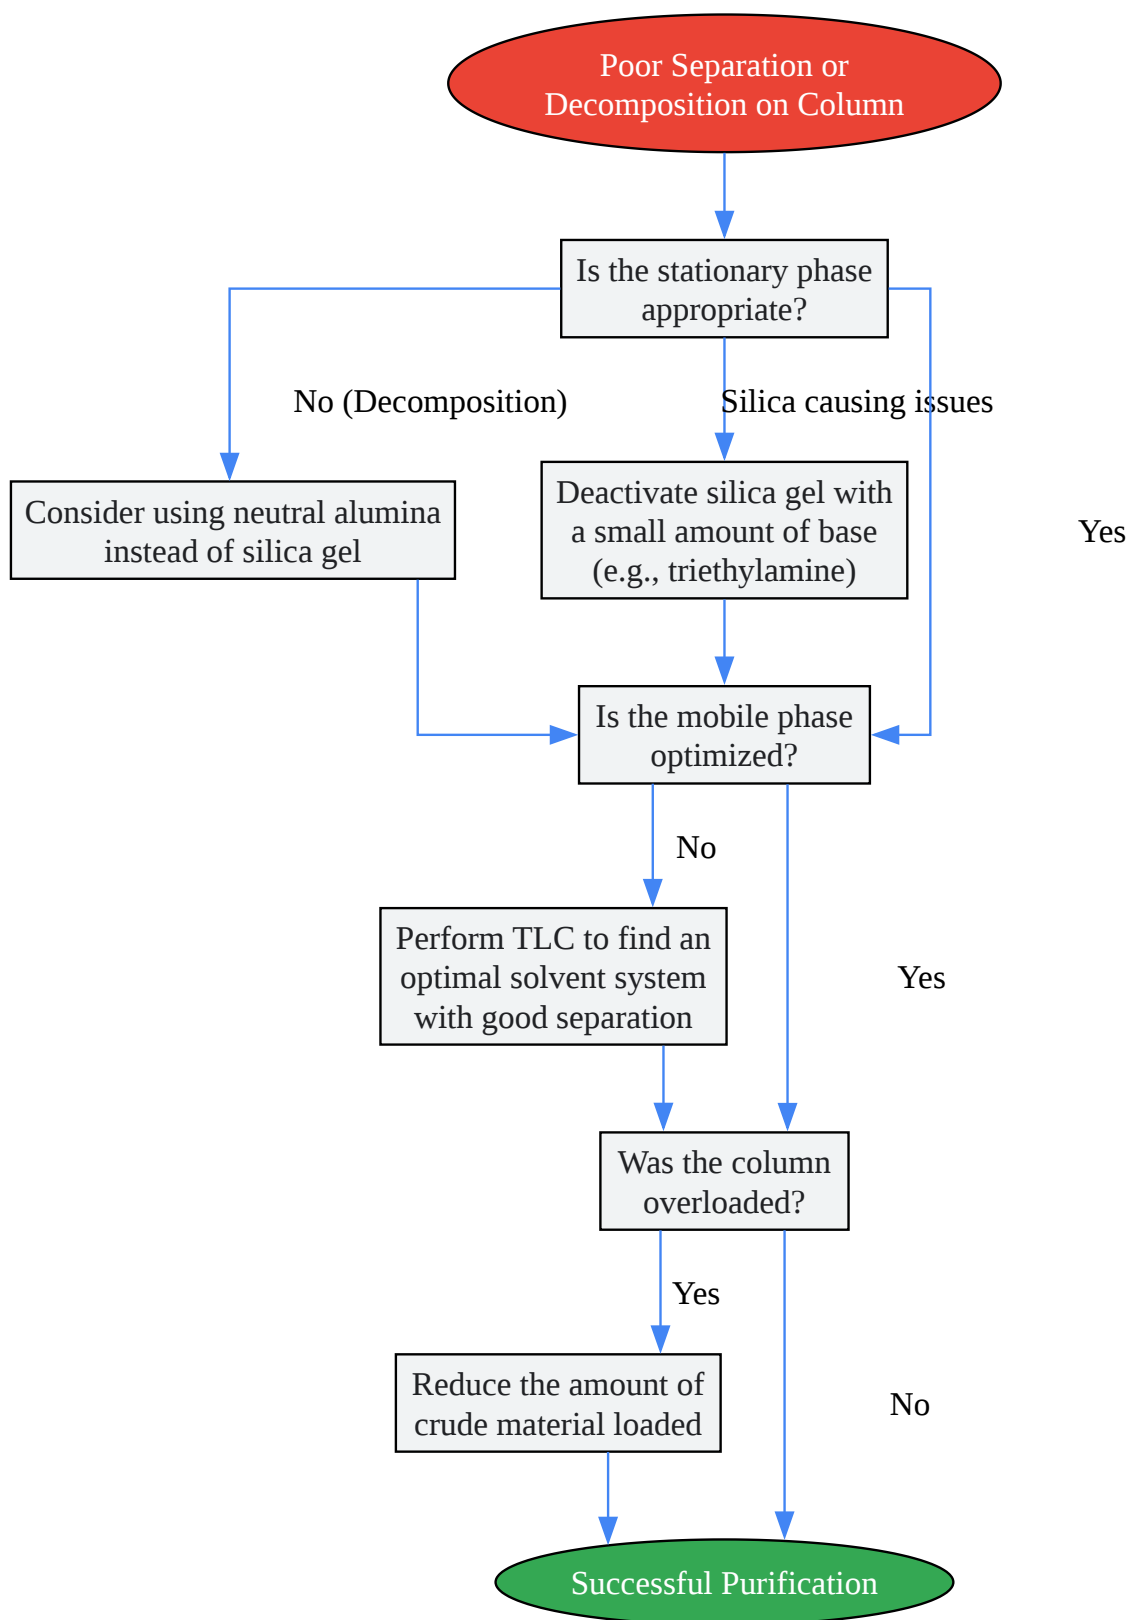 Poor Separation or
Decomposition on Column
Is the stationary phase
appropriate?
No (Decomposition)
Silica causing issues
Consider using neutral alumina
instead of silica gel
Deactivate silica gel with
a small amount of base
(e.g., triethylamine)
Yes
Is the mobile phase
optimized?
No
Perform TLC to find an
optimal solvent system
with good separation
Yes
Was the column
overloaded?
Yes
Reduce the amount of
crude material loaded
No
Successful Purification